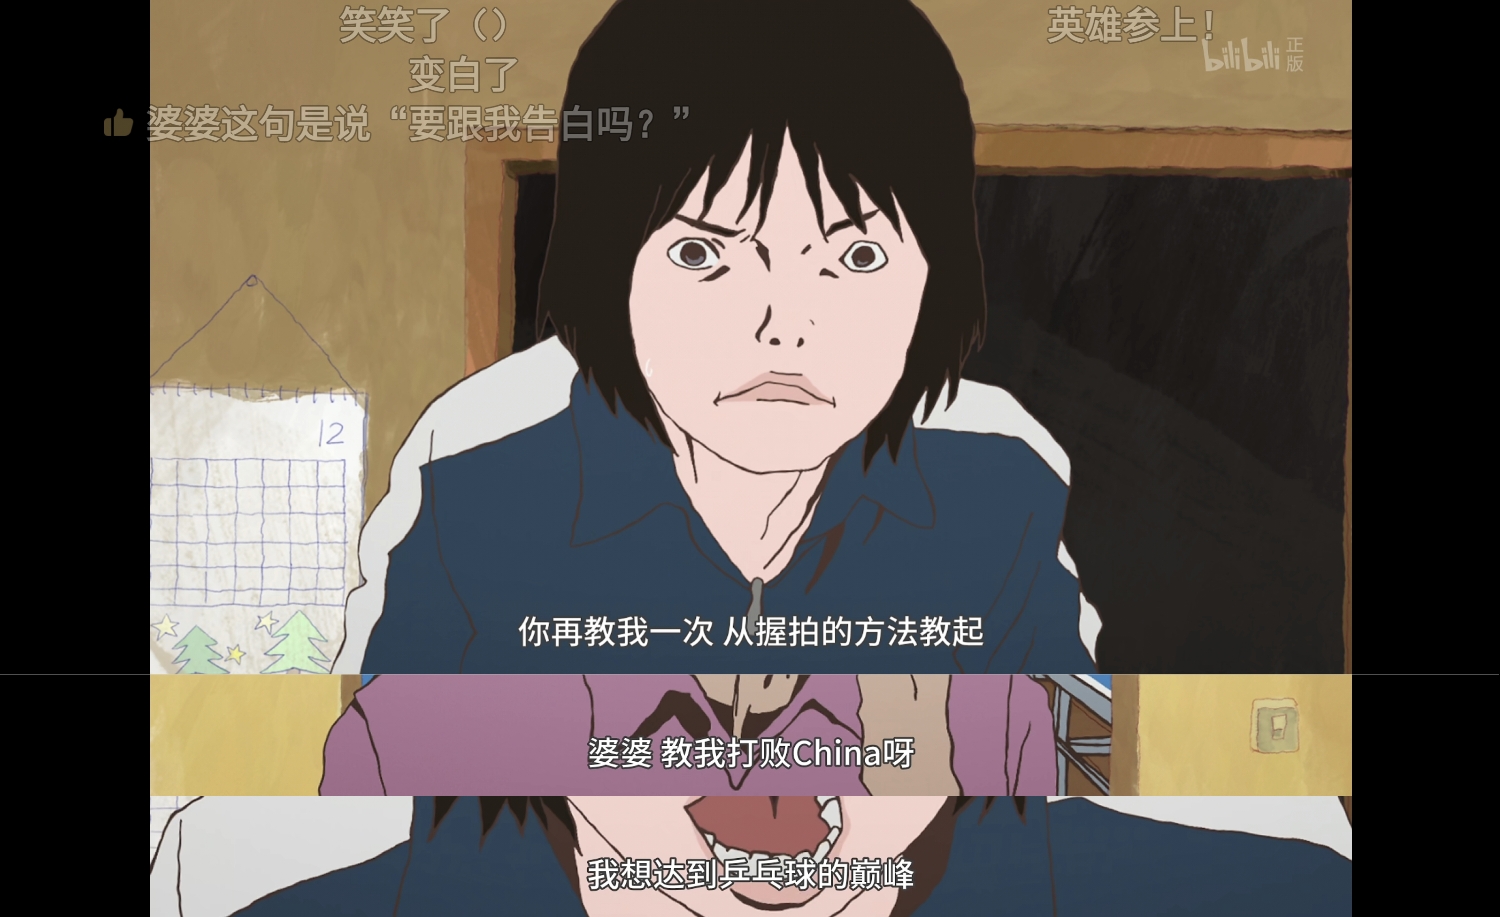 笑笑了（）
英雄参上！
bilibili 正版
变白了
婆婆这句是说“要跟我告白吗？”
12
你再教我一次 从握拍的方法教起
婆婆 教我打败China呀
我想达到乒乓球的巅峰